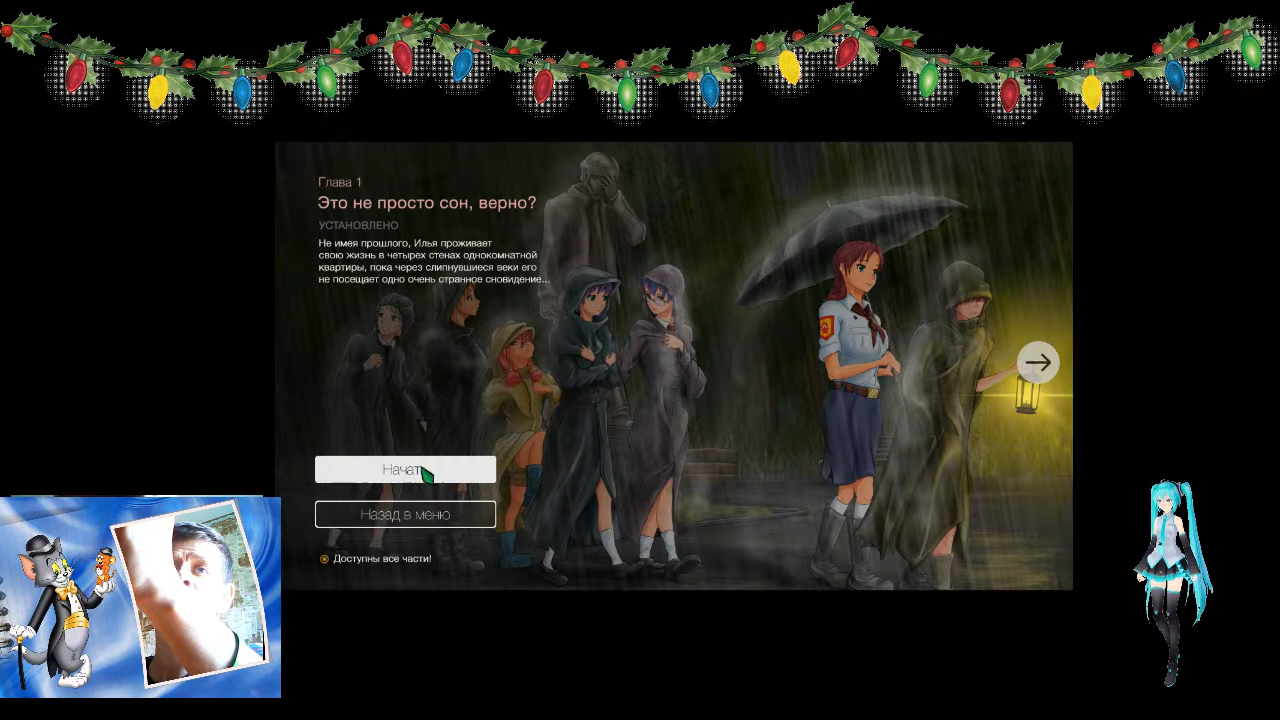 Глава 1
Это не просто сон, верно?
УСТАНОВЛЕНО
Не имея прошлого, Илья проживает
свою жизнь в четырех стенах однокомнатной
квартиры, пока через слипнувшиеся веки его
не посещает одно очень странное сновидение...
Начат
Назад в меню
Доступны все части!